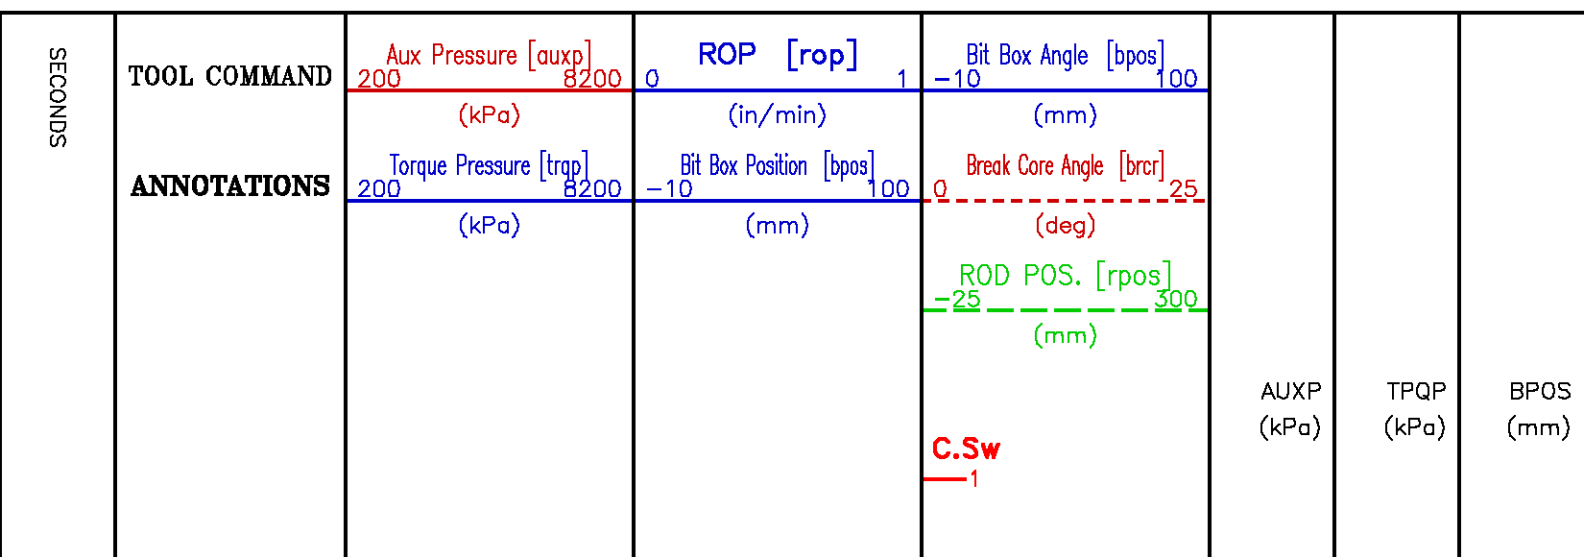 SECONDS
TOOL COMMAND
ANNOTATIONS
Aux Pressure [auxp]
200 8200
(kPa)
Torque Pressure [trqp]
200 8200
(kPa)
ROP [rop]
0 1
(in/min)
Bit Box Position [bpos]
-10 100
(mm)
Bit Box Angle [bpos]
-10 100
(mm)
Break Core Angle [brcr]
0 25
(deg)
ROD POS. [rpos]
-25 300
(mm)
C.Sw
1
AUXP
(kPa)
TPQP
(kPa)
BPOS
(mm)